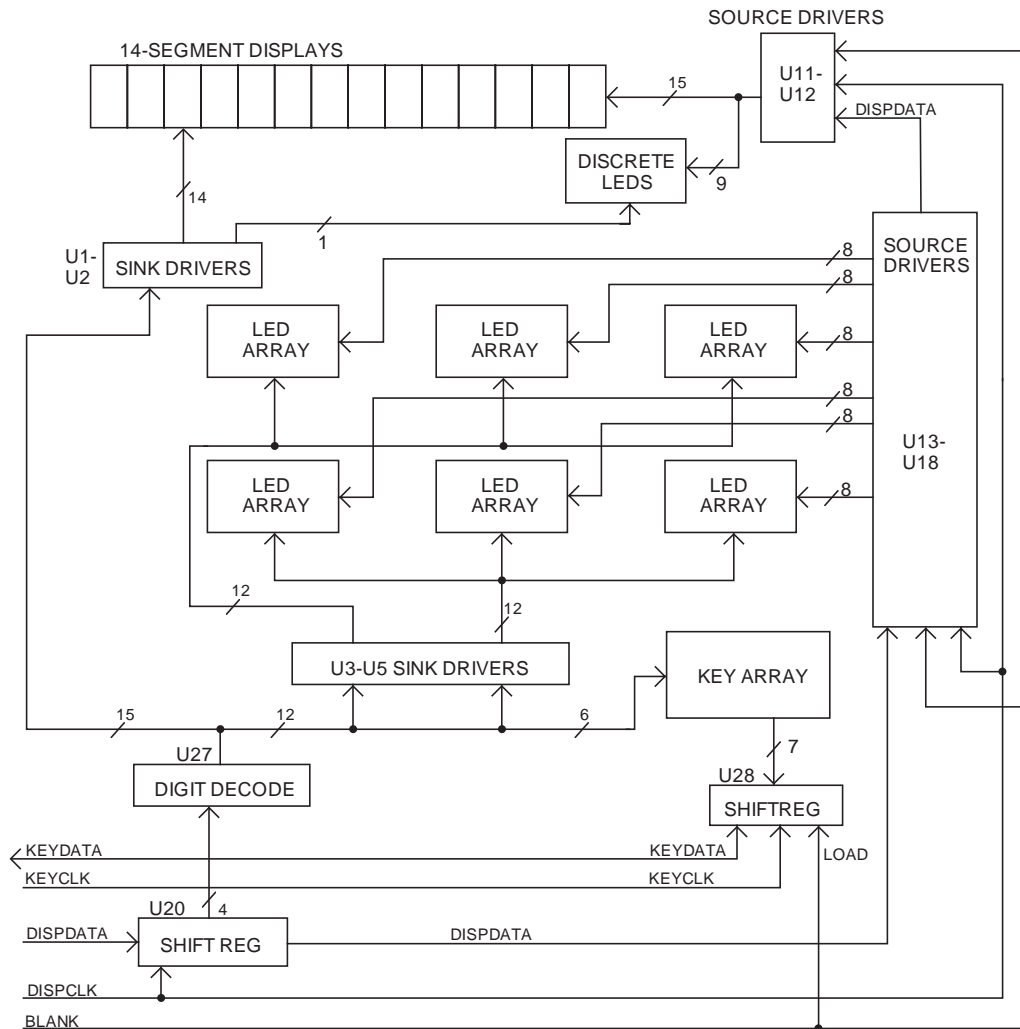 SOURCE DRIVERS
14-SEGMENT DISPLAYS
U11-
U12
15
DISPDATA
DISCRETE
LEDS
9
14
1
U1-
U2
SINK DRIVERS
SOURCE
DRIVERS
8
8
LED
ARRAY
LED
ARRAY
LED
ARRAY
8
8
8
U13-
U18
LED
ARRAY
LED
ARRAY
LED
ARRAY
8
12
12
U3-U5 SINK DRIVERS
KEY ARRAY
15
12
6
U27
7
DIGIT DECODE
U28
SHIFTREG
KEYDATA
KEYDATA
LOAD
KEYCLK
KEYCLK
U20
4
DISPDATA
SHIFT REG
DISPDATA
DISPCLK
BLANK